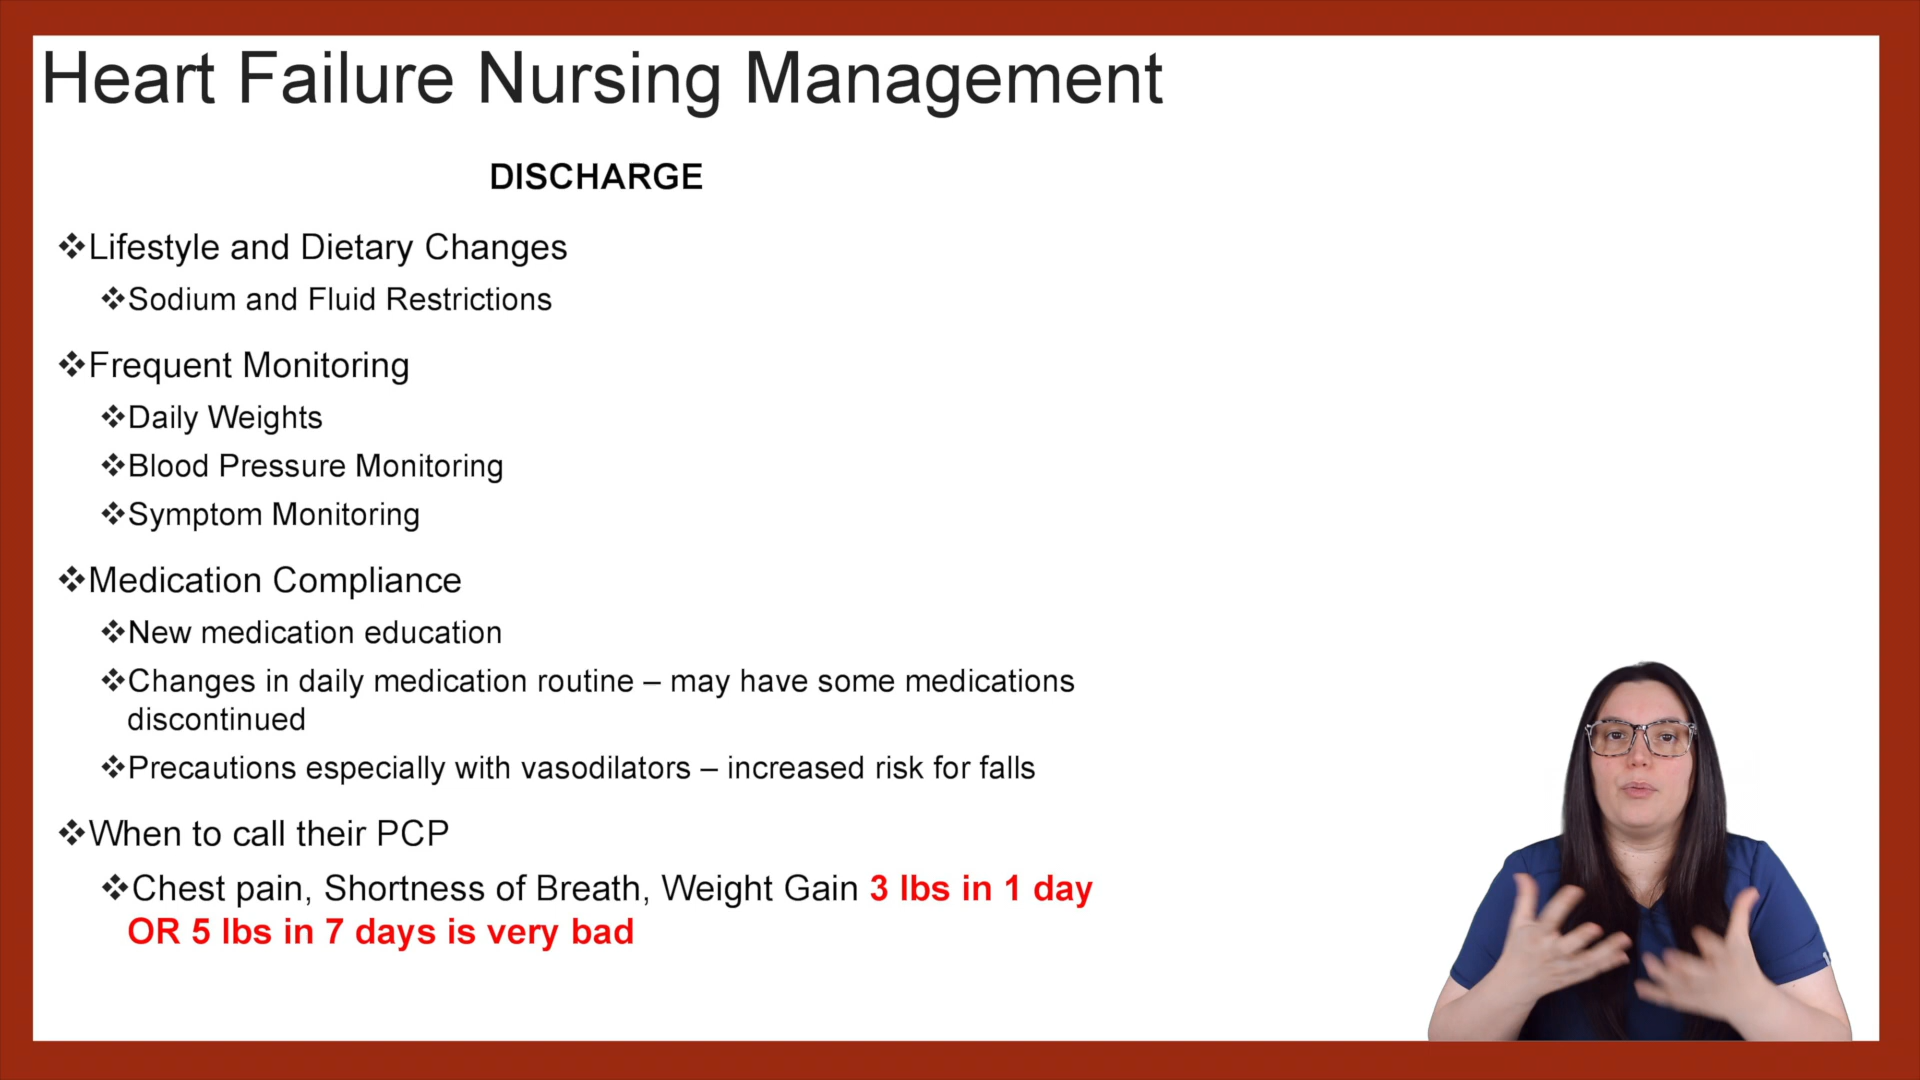 Heart Failure Nursing Management
DISCHARGE
❖Lifestyle and Dietary Changes
❖Sodium and Fluid Restrictions
❖Frequent Monitoring
❖Daily Weights
❖Blood Pressure Monitoring
❖Symptom Monitoring
❖Medication Compliance
❖New medication education
❖Changes in daily medication routine – may have some medications
discontinued
❖Precautions especially with vasodilators – increased risk for falls
❖When to call their PCP
❖Chest pain, Shortness of Breath, Weight Gain 3 lbs in 1 day
OR 5 lbs in 7 days is very bad